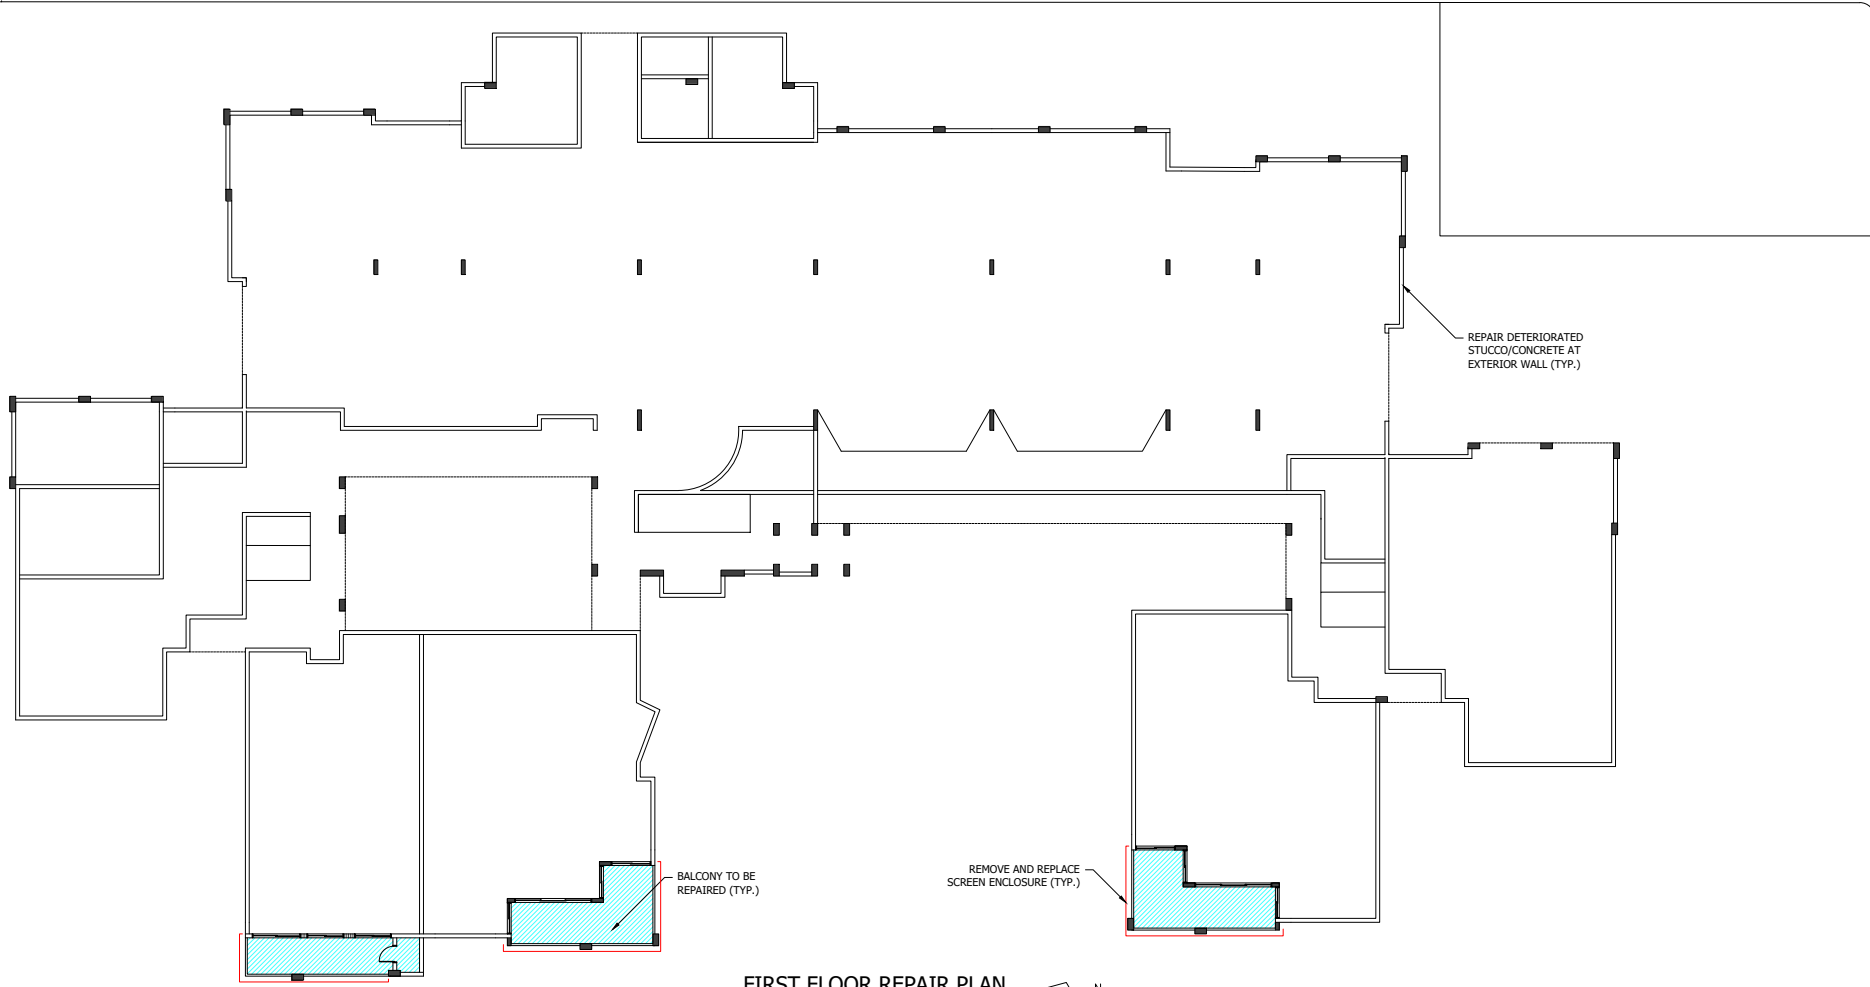 REPAIR DETERIORATED
STUCCO/CONCRETE AT
EXTERIOR WALL (TYP.)
BALCONY TO BE
REPAIRED (TYP.)
REMOVE AND REPLACE
SCREEN ENCLOSURE (TYP.)
FIRST FLOOR REPAIR PLAN
N